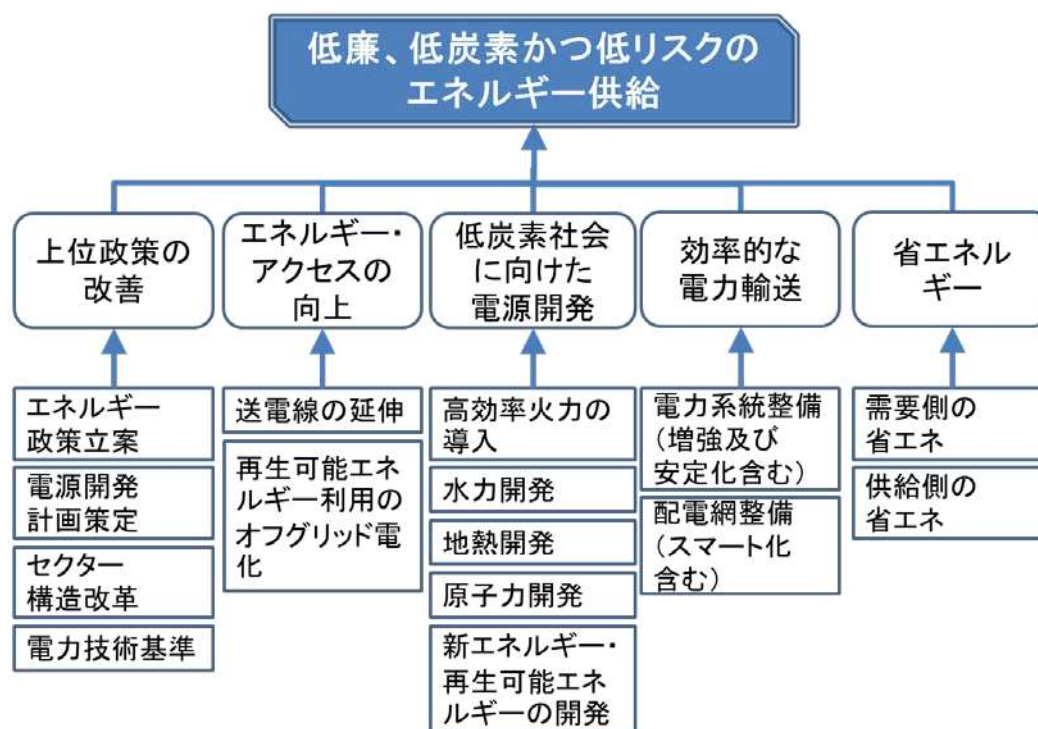 低廉、低炭素かつ低リスクの
エネルギー供給
上位政策の
改善
エネルギー・
アクセスの
向上
低炭素社会
に向けた
電源開発
効率的な
電力輸送
省エネル
ギー
エネルギー
政策立案
電源開発
計画策定
セクター
構造改革
電力技術基準
送電線の延伸
再生可能エネ
ルギー利用の
オフグリッド電
化
高効率火力の
導入
水力開発
地熱開発
原子力開発
新エネルギー・
再生可能エネ
ルギーの開発
電力系統整備
（増強及び
安定化含む）
配電網整備
（スマート化
含む）
需要側の
省エネ
供給側の
省エネ